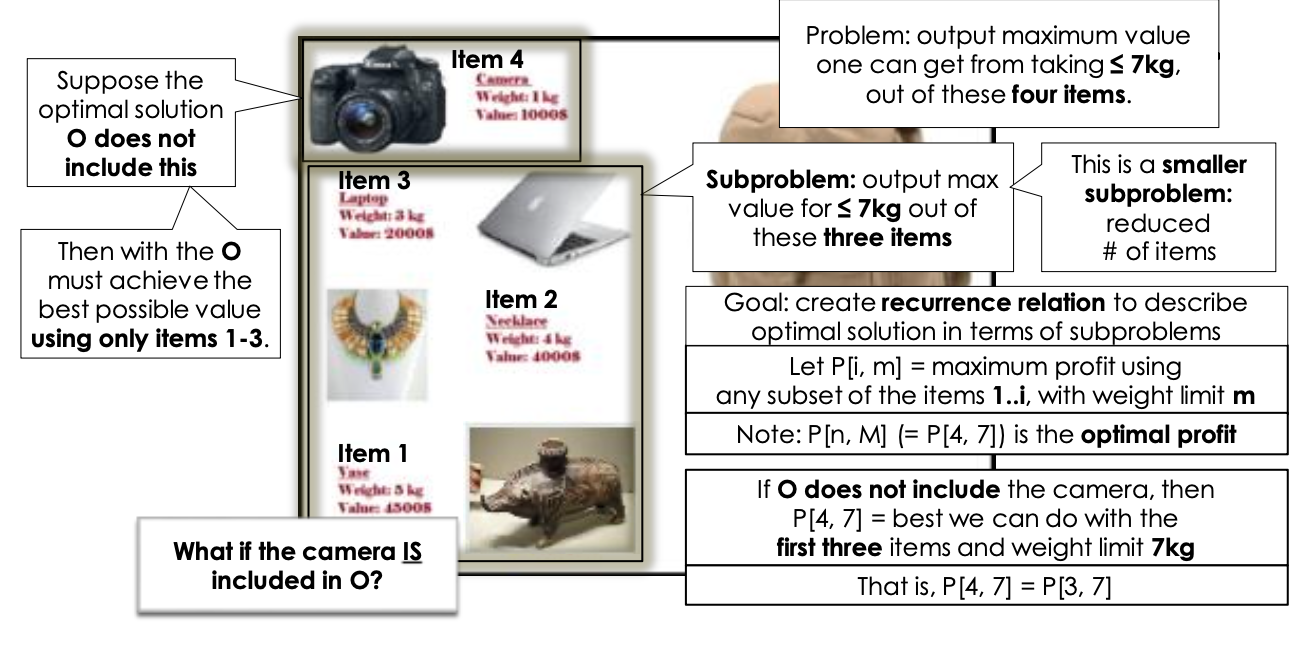 Problem: output maximum value
one can get from taking ≤ 7kg,
out of these four items.
Suppose the
optimal solution
O does not
include this
Item 4
Camera
Weight: 1 kg
Value: 1000$
Then with the O
must achieve the
best possible value
using only items 1-3.
Item 3
Laptop
Weight: 3 kg
Value: 2000$
Item 2
Necklace
Weight: 4 kg
Value: 4000$
Item 1
Vase
Weight: 5 kg
Value: 4500$
Subproblem: output max
value for ≤ 7kg out of
these three items
This is a smaller
subproblem:
reduced
# of items
Goal: create recurrence relation to describe
optimal solution in terms of subproblems
Let P[i, m] = maximum profit using
any subset of the items 1..i, with weight limit m
Note: P[n, M] (= P[4, 7]) is the optimal profit
If O does not include the camera, then
P[4, 7] = best we can do with the
first three items and weight limit 7kg
That is, P[4, 7] = P[3, 7]
What if the camera IS
included in O?